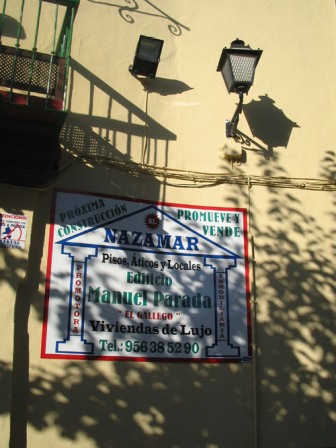 PRÓXIMA CONSTRUCCIÓN
PROMUEVE Y VENDE
NAZAMAR
Pisos, Áticos y Locales
Edificio
Manuel Parada
"EL GALLEGO"
Viviendas de Lujo
Tel.: 956 38 52 90
PROMOTORA
INMOBILIARIA